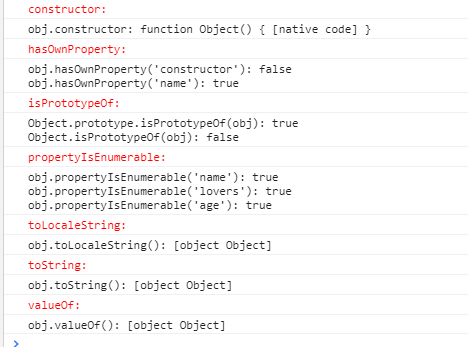 constructor:
obj.constructor: function Object() { [native code] }
hasOwnProperty:
obj.hasOwnProperty('constructor'): false
obj.hasOwnProperty('name'): true
isPrototypeOf:
Object.prototype.isPrototypeOf(obj): true
Object.isPrototypeOf(obj): false
propertyIsEnumerable:
obj.propertyIsEnumerable('name'): true
obj.propertyIsEnumerable('lovers'): true
obj.propertyIsEnumerable('age'): true
toLocaleString:
obj.toLocaleString(): [object Object]
toString:
obj.toString(): [object Object]
valueOf:
obj.valueOf(): [object Object]